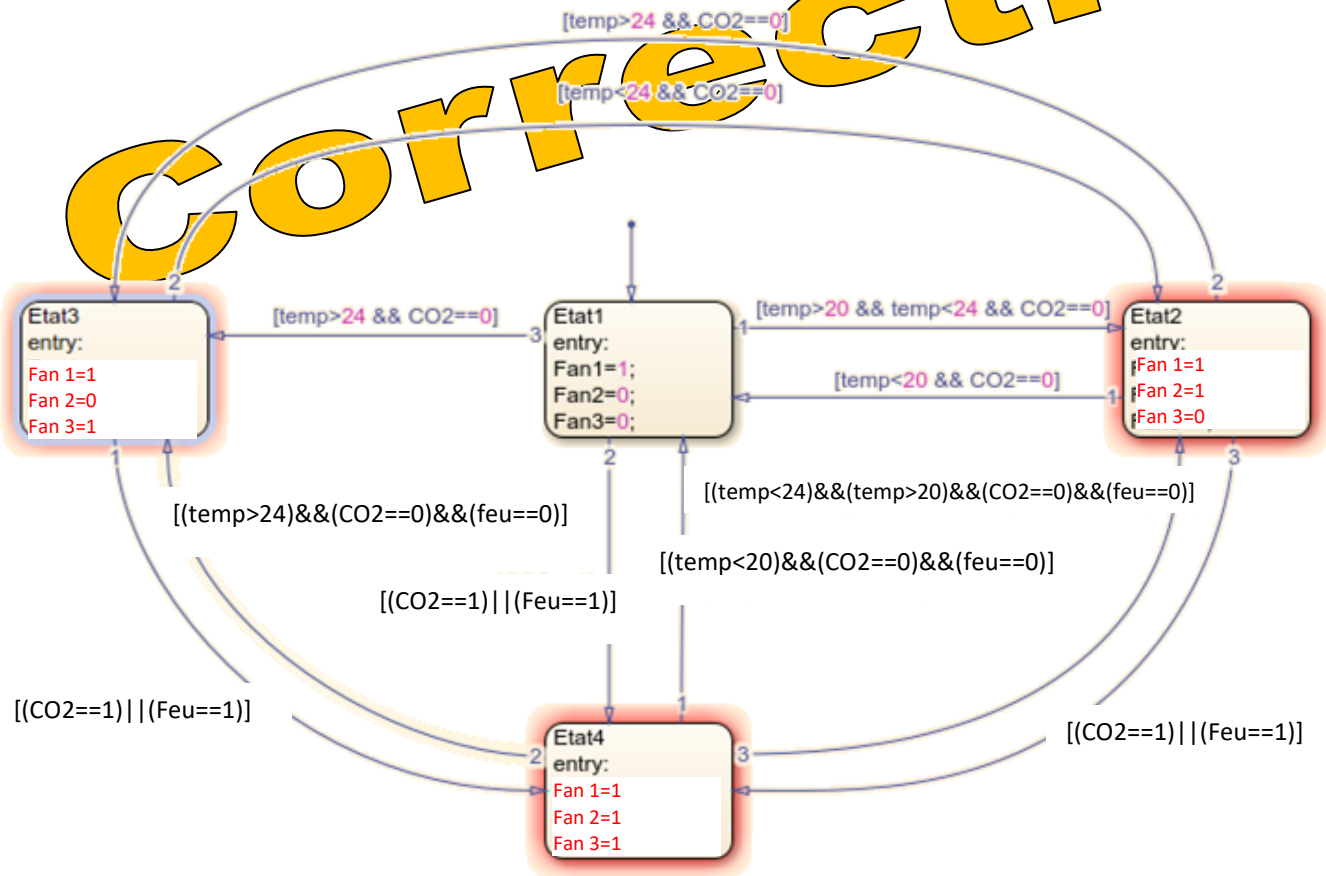 [temp>24 && CO2==0]
[temp<24 && CO2==0]
Correcti
2
2
Etat3
entry:
Fan 1=1
Fan 2=0
Fan 3=1
[temp>24 && CO2==0]
3
Etat1
entry:
Fan1=1;
Fan2=0;
Fan3=0;
1
[temp>20 && temp<24 && CO2==0]
[temp<20 && CO2==0]
1
Etat2
entry:
Fan 1=1
Fan 2=1
Fan 3=0
1
2
3
[(temp>24)&&(CO2==0)&&(feu==0)]
[(temp<24)&&(temp>20)&&(CO2==0)&&(feu==0)]
[(temp<20)&&(CO2==0)&&(feu==0)]
[(CO2==1)||(Feu==1)]
[(CO2==1)||(Feu==1)]
[(CO2==1)||(Feu==1)]
1
2
3
Etat4
entry:
Fan 1=1
Fan 2=1
Fan 3=1